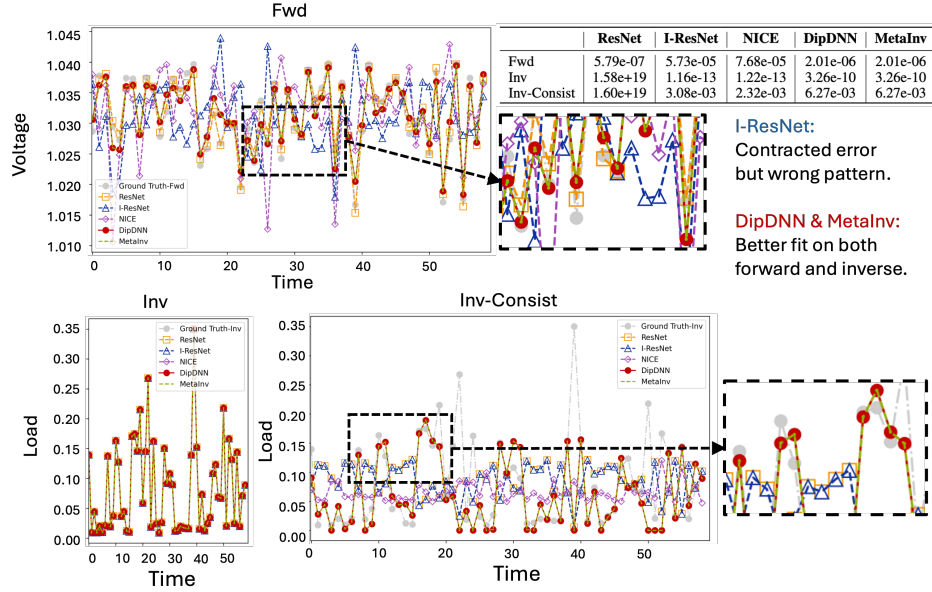 Fwd
1.045
1.040
1.035
1.030
1.025
1.020
1.015
1.010
Voltage
Ground Truth-Fwd
ResNet
I-ResNet
NICE
DipDNN
MetaInv
0 10 20 30 40 50
Time
ResNet I-ResNet NICE DipDNN MetaInv
Fwd 5.79e-07 5.73e-05 7.68e-05 2.01e-06 2.01e-06
Inv 1.58e+19 1.16e-13 1.22e-13 3.26e-10 3.26e-10
Inv-Consist 1.60e+19 3.08e-03 2.32e-03 6.27e-03 6.27e-03
I-ResNet:
Contracted error
but wrong pattern.
DipDNN & MetaInv:
Better fit on both
forward and inverse.
Inv
0.35
0.30
0.25
0.20
0.15
0.10
0.05
0.00
Load
Ground Truth-Inv
ResNet
I-ResNet
NICE
DipDNN
MetaInv
0 10 20 30 40 50
Time
Inv-Consist
0.35
0.30
0.25
0.20
0.15
0.10
0.05
0.00
Load
Ground Truth-Inv
ResNet
I-ResNet
NICE
DipDNN
MetaInv
0 10 20 30 40 50
Time